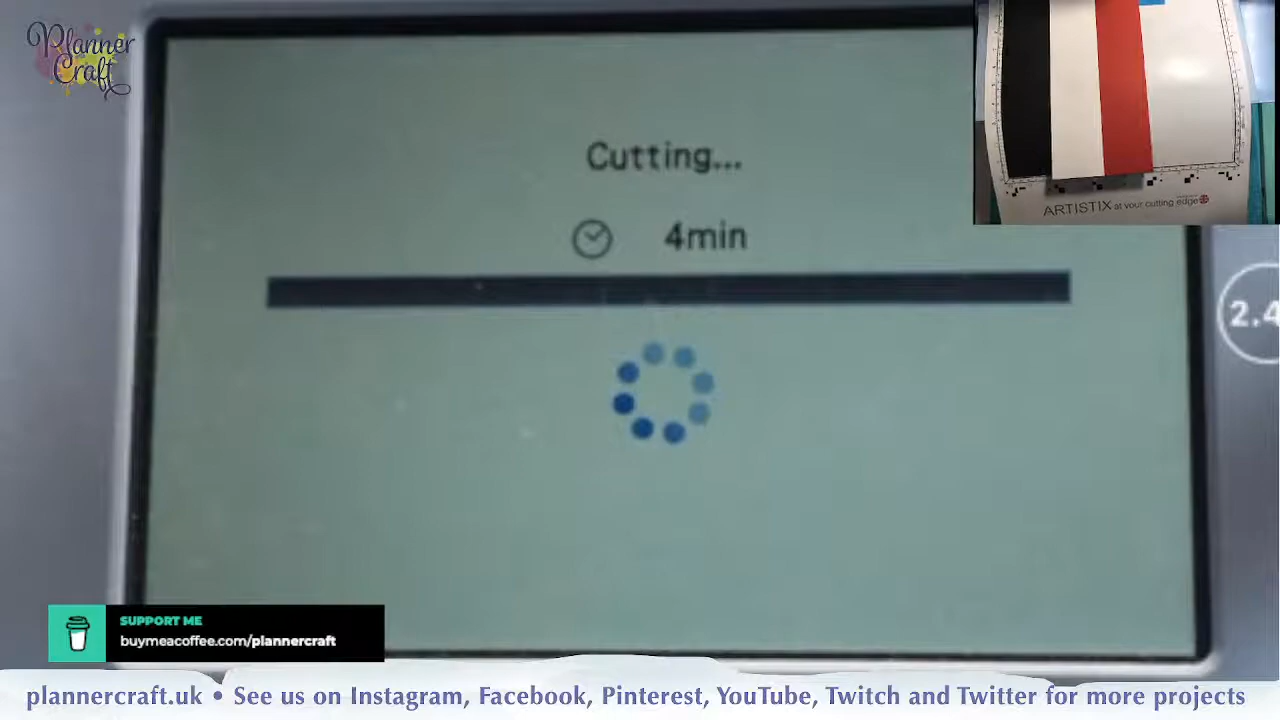 Planner
Craft
Cutting...
4min
2.4
ARTISTIX at your cutting edge
SUPPORT ME
buymeacoffee.com/plannercraft
plannercraft.uk • See us on Instagram, Facebook, Pinterest, YouTube, Twitch and Twitter for more projects